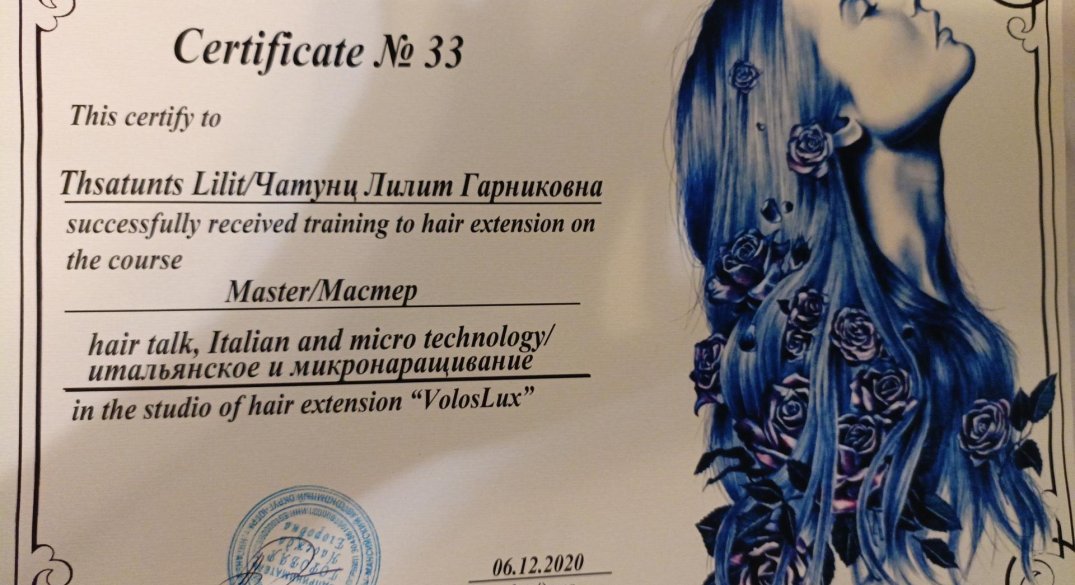 Certificate № 33
This certify to
Thsatunts Lilit/Чатунц Лилит Гарниковна
successfully received training to hair extension on
the course
Master/Мастер
hair talk, Italian and micro technology/
итальянское и микронаращивание
in the studio of hair extension “VolosLux”
06.12.2020